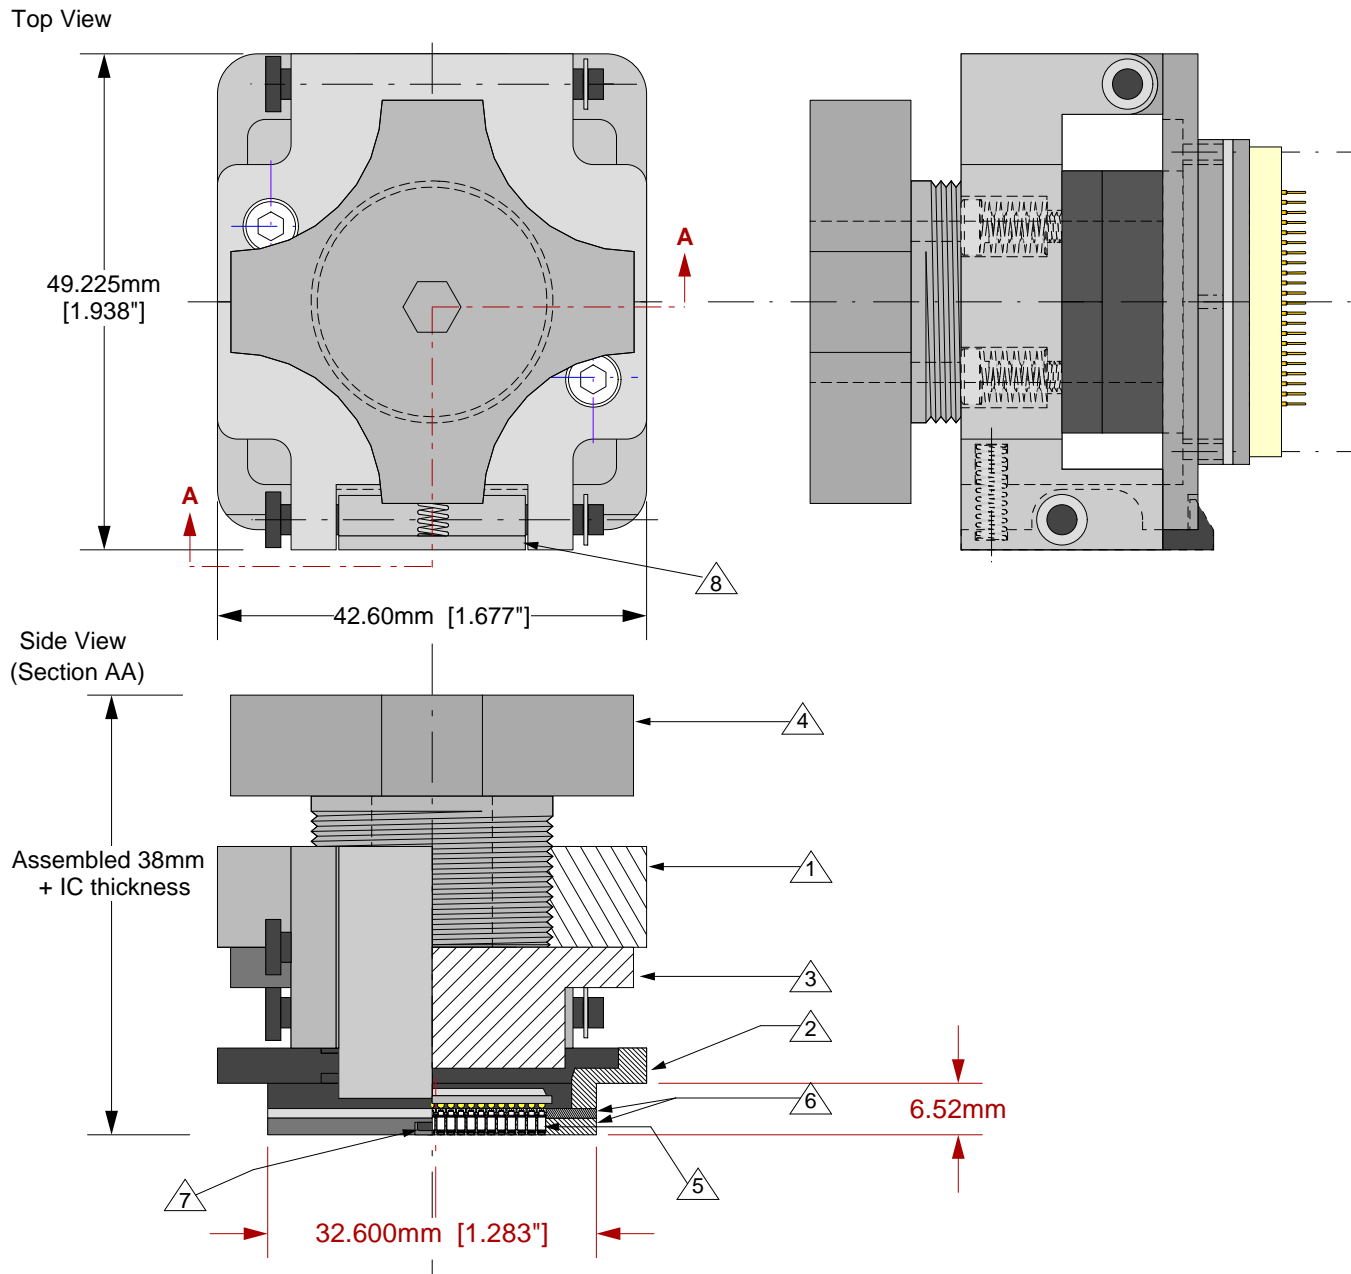 Top View
A
49.225mm
[1.938"]
A
8
42.60mm [1.677"]
Side View
(Section AA)
4
Assembled 38mm
+ IC thickness
1
3
2
6
6.52mm
7
5
32.600mm [1.283"]